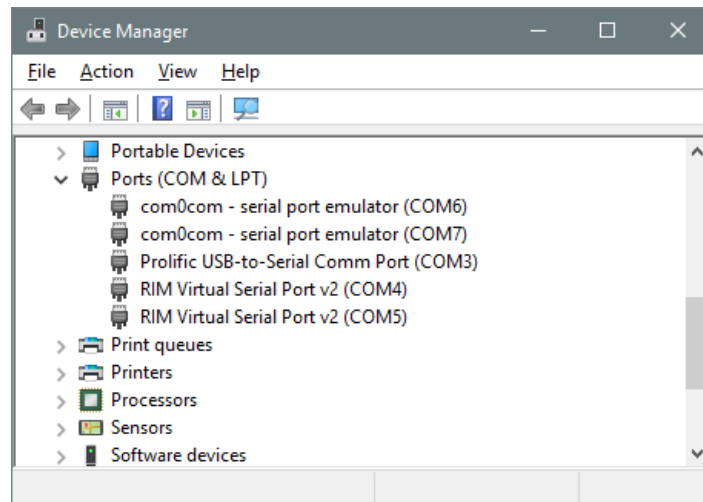 Device Manager
File Action View Help
Portable Devices
Ports (COM & LPT)
com0com - serial port emulator (COM6)
com0com - serial port emulator (COM7)
Prolific USB-to-Serial Comm Port (COM3)
RIM Virtual Serial Port v2 (COM4)
RIM Virtual Serial Port v2 (COM5)
Print queues
Printers
Processors
Sensors
Software devices